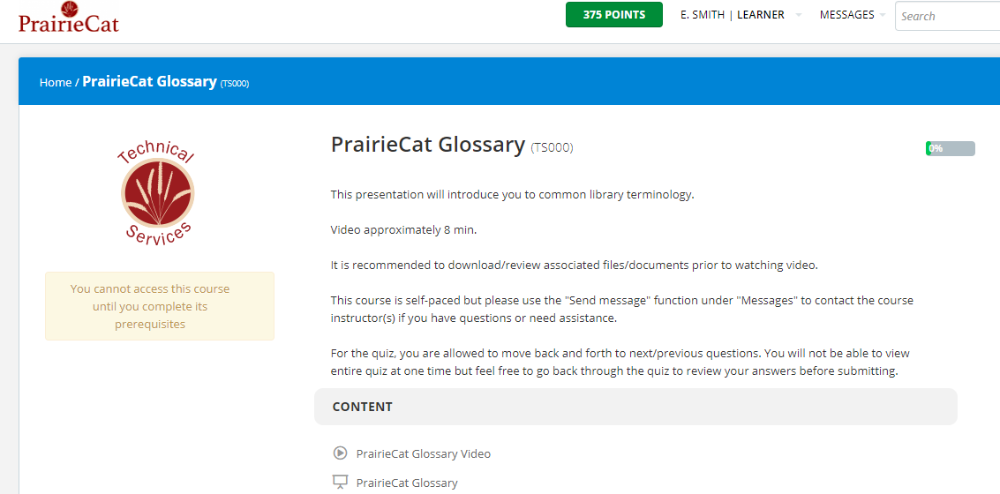 PrairieCat
375 POINTS
E. SMITH | LEARNER
MESSAGES
Search
Home / PrairieCat Glossary (TS000)
Technical
Services
You cannot access this course
until you complete its
prerequisites
PrairieCat Glossary (TS000)
0%
This presentation will introduce you to common library terminology.
Video approximately 8 min.
It is recommended to download/review associated files/documents prior to watching video.
This course is self-paced but please use the "Send message" function under "Messages" to contact the course
instructor(s) if you have questions or need assistance.
For the quiz, you are allowed to move back and forth to next/previous questions. You will not be able to view
entire quiz at one time but feel free to go back through the quiz to review your answers before submitting.
CONTENT
PrairieCat Glossary Video
PrairieCat Glossary